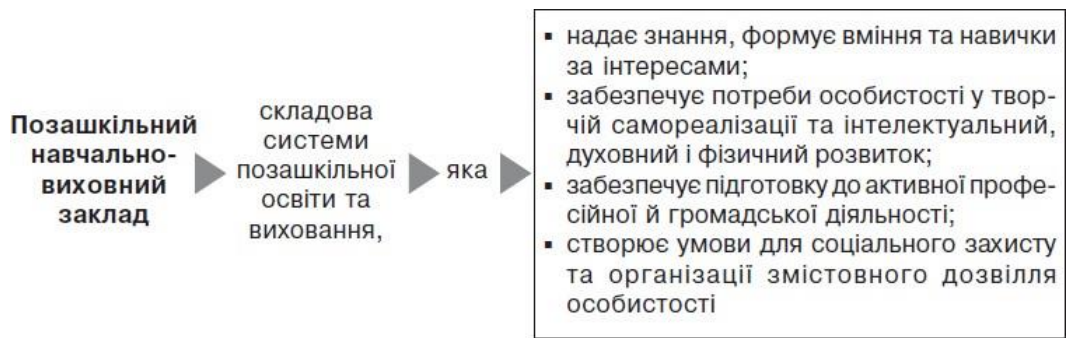 Позашкільний
навчально-
виховний
заклад
складова
системи
позашкільної
освіти та
виховання,
яка
▪ надає знання, формує вміння та навички
за інтересами;
▪ забезпечує потреби особистості у твор-
чій самореалізації та інтелектуальний,
духовний і фізичний розвиток;
▪ забезпечує підготовку до активної профе-
сійної й громадської діяльності;
▪ створює умови для соціального захисту
та організації змістовного дозвілля
особистості